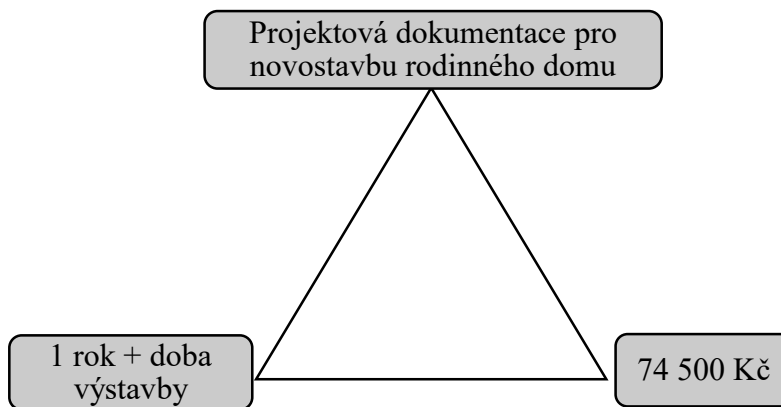 Projektová dokumentace pro
novostavbu rodinného domu
1 rok + doba
výstavby
74 500 Kč